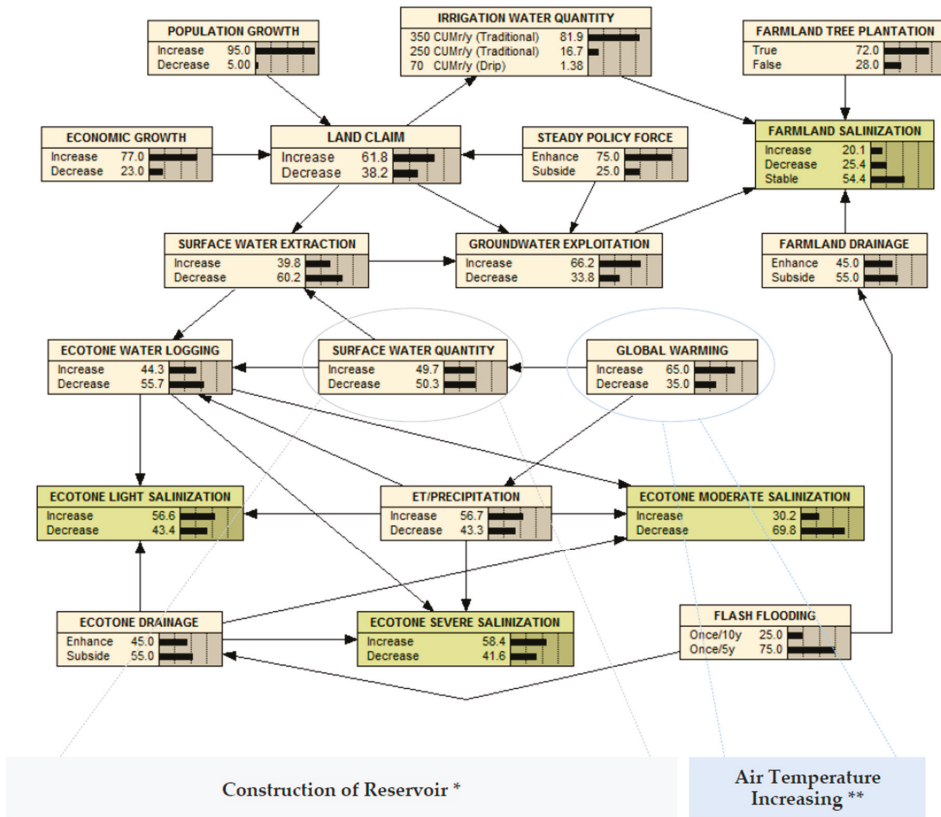 POPULATION GROWTH
Increase 95.0
Decrease 5.00
IRRIGATION WATER QUANTITY
350 CUMr/y (Traditional) 81.9
250 CUMr/y (Traditional) 16.7
70 CUMr/y (Drip) 1.38
FARMLAND TREE PLANTATION
True 72.0
False 28.0
ECONOMIC GROWTH
Increase 77.0
Decrease 23.0
LAND CLAIM
Increase 61.8
Decrease 38.2
STEADY POLICY FORCE
Enhance 75.0
Subside 25.0
FARMLAND SALINIZATION
Increase 20.1
Decrease 25.4
Stable 54.4
SURFACE WATER EXTRACTION
Increase 39.8
Decrease 60.2
GROUNDWATER EXPLOITATION
Increase 66.2
Decrease 33.8
FARMLAND DRAINAGE
Enhance 45.0
Subside 55.0
ECOTONE WATER LOGGING
Increase 44.3
Decrease 55.7
SURFACE WATER QUANTITY
Increase 49.7
Decrease 50.3
GLOBAL WARMING
Increase 65.0
Decrease 35.0
ECOTONE LIGHT SALINIZATION
Increase 56.6
Decrease 43.4
ET/PRECIPITATION
Increase 56.7
Decrease 43.3
ECOTONE MODERATE SALINIZATION
Increase 30.2
Decrease 69.8
ECOTONE DRAINAGE
Enhance 45.0
Subside 55.0
ECOTONE SEVERE SALINIZATION
Increase 58.4
Decrease 41.6
FLASH FLOODING
Once/10y 25.0
Once/5y 75.0
Construction of Reservoir *
Air Temperature
Increasing **